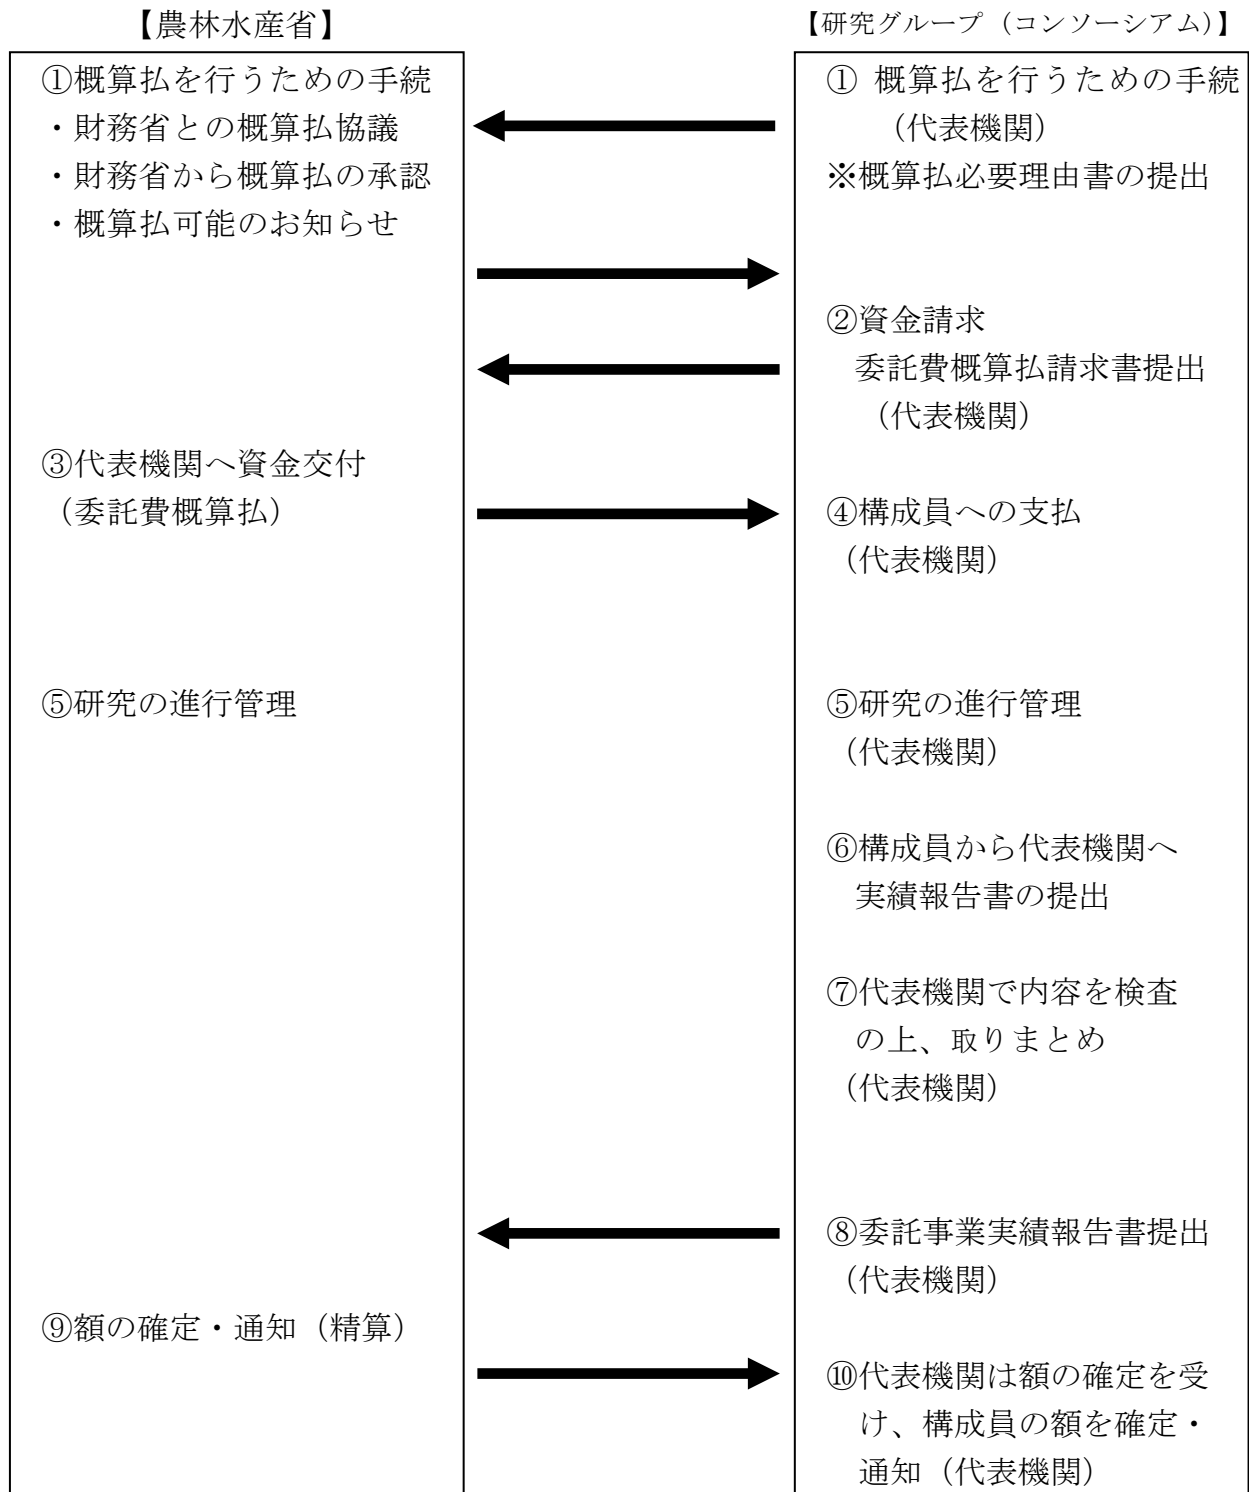 【農林水産省】
①概算払を行うための手続
・財務省との概算払協議
・財務省から概算払の承認
・概算払可能のお知らせ
③代表機関へ資金交付
（委託費概算払）
⑤研究の進行管理
⑨額の確定・通知（精算）
【研究グループ（コンソーシアム）】
① 概算払を行うための手続
（代表機関）
※概算払必要理由書の提出
②資金請求
委託費概算払請求書提出
（代表機関）
④構成員への支払
（代表機関）
⑤研究の進行管理
（代表機関）
⑥構成員から代表機関へ
実績報告書の提出
⑦代表機関で内容を検査
の上、取りまとめ
（代表機関）
⑧委託事業実績報告書提出
（代表機関）
⑩代表機関は額の確定を受
け、構成員の額を確定・
通知（代表機関）